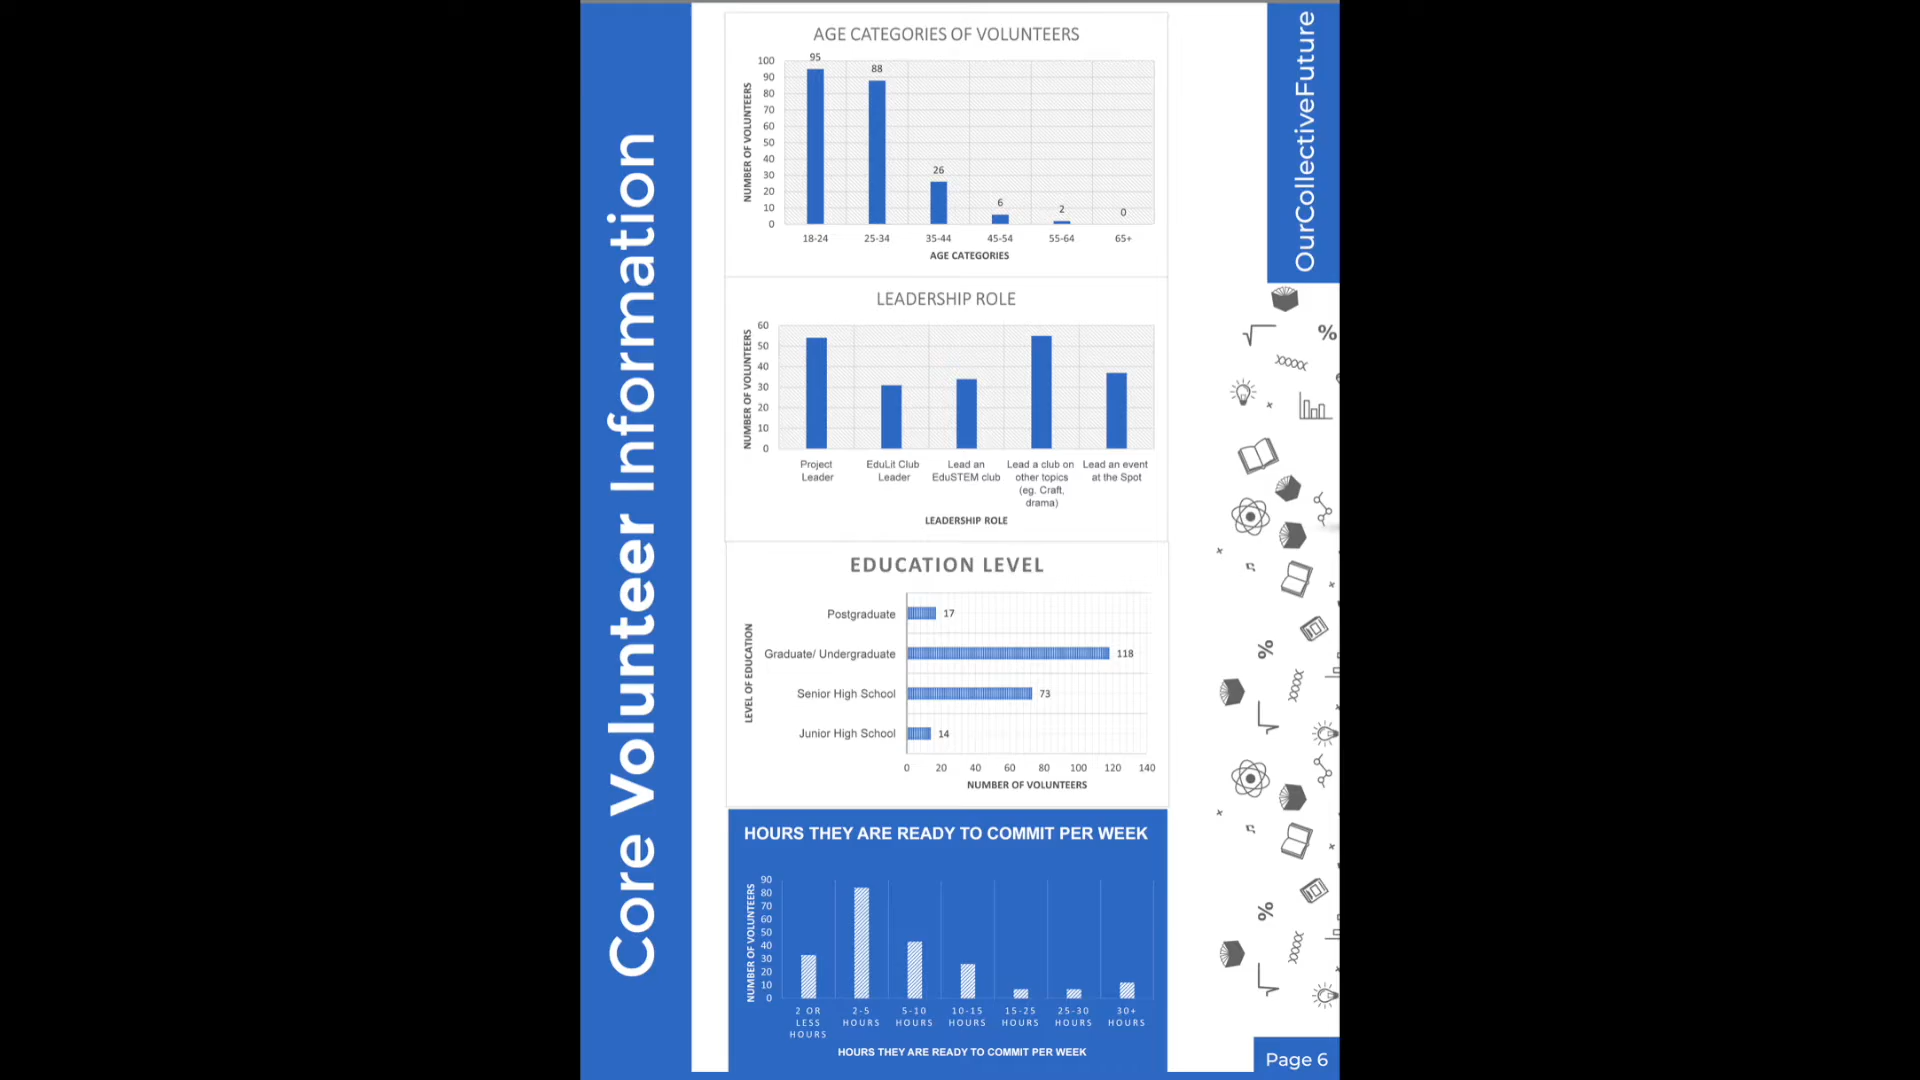 Core Volunteer Information
AGE CATEGORIES OF VOLUNTEERS
NUMBER OF VOLUNTEERS
100
90
80
70
60
50
40
30
20
10
0
95
88
26
6
2
0
18-24 25-34 35-44 45-54 55-64 65+
AGE CATEGORIES
LEADERSHIP ROLE
NUMBER OF VOLUNTEERS
60
50
40
30
20
10
0
Project Leader
EduLit Club Leader
Lead an EduSTEM club
Lead a club on other topics (eg. Craft, drama)
Lead an event at the Spot
LEADERSHIP ROLE
EDUCATION LEVEL
LEVEL OF EDUCATION
Postgraduate 17
Graduate/ Undergraduate 118
Senior High School 73
Junior High School 14
0 20 40 60 80 100 120 140
NUMBER OF VOLUNTEERS
HOURS THEY ARE READY TO COMMIT PER WEEK
NUMBER OF VOLUNTEERS
90
80
70
60
50
40
30
20
10
0
2 OR LESS HOURS
2-5 HOURS
5-10 HOURS
10-15 HOURS
15-25 HOURS
25-30 HOURS
30+ HOURS
HOURS THEY ARE READY TO COMMIT PER WEEK
OurCollectiveFuture
Page 6